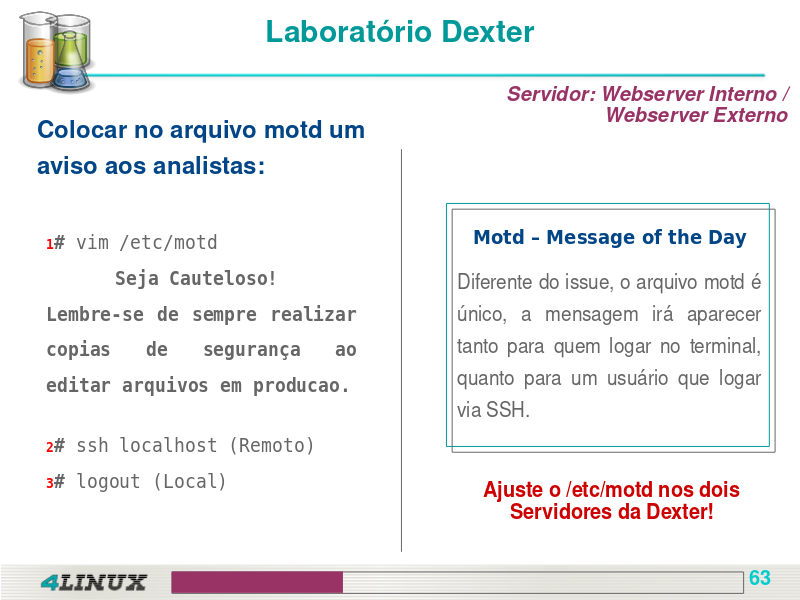 Laboratório Dexter
Servidor: Webserver Interno /
Webserver Externo
Colocar no arquivo motd um
aviso aos analistas:
1# vim /etc/motd
Seja Cauteloso!
Lembre-se de sempre realizar
copias de segurança ao
editar arquivos em producao.
2# ssh localhost (Remoto)
3# logout (Local)
Motd – Message of the Day
Diferente do issue, o arquivo motd é
único, a mensagem irá aparecer
tanto para quem logar no terminal,
quanto para um usuário que logar
via SSH.
Ajuste o /etc/motd nos dois
Servidores da Dexter!
4LINUX
63